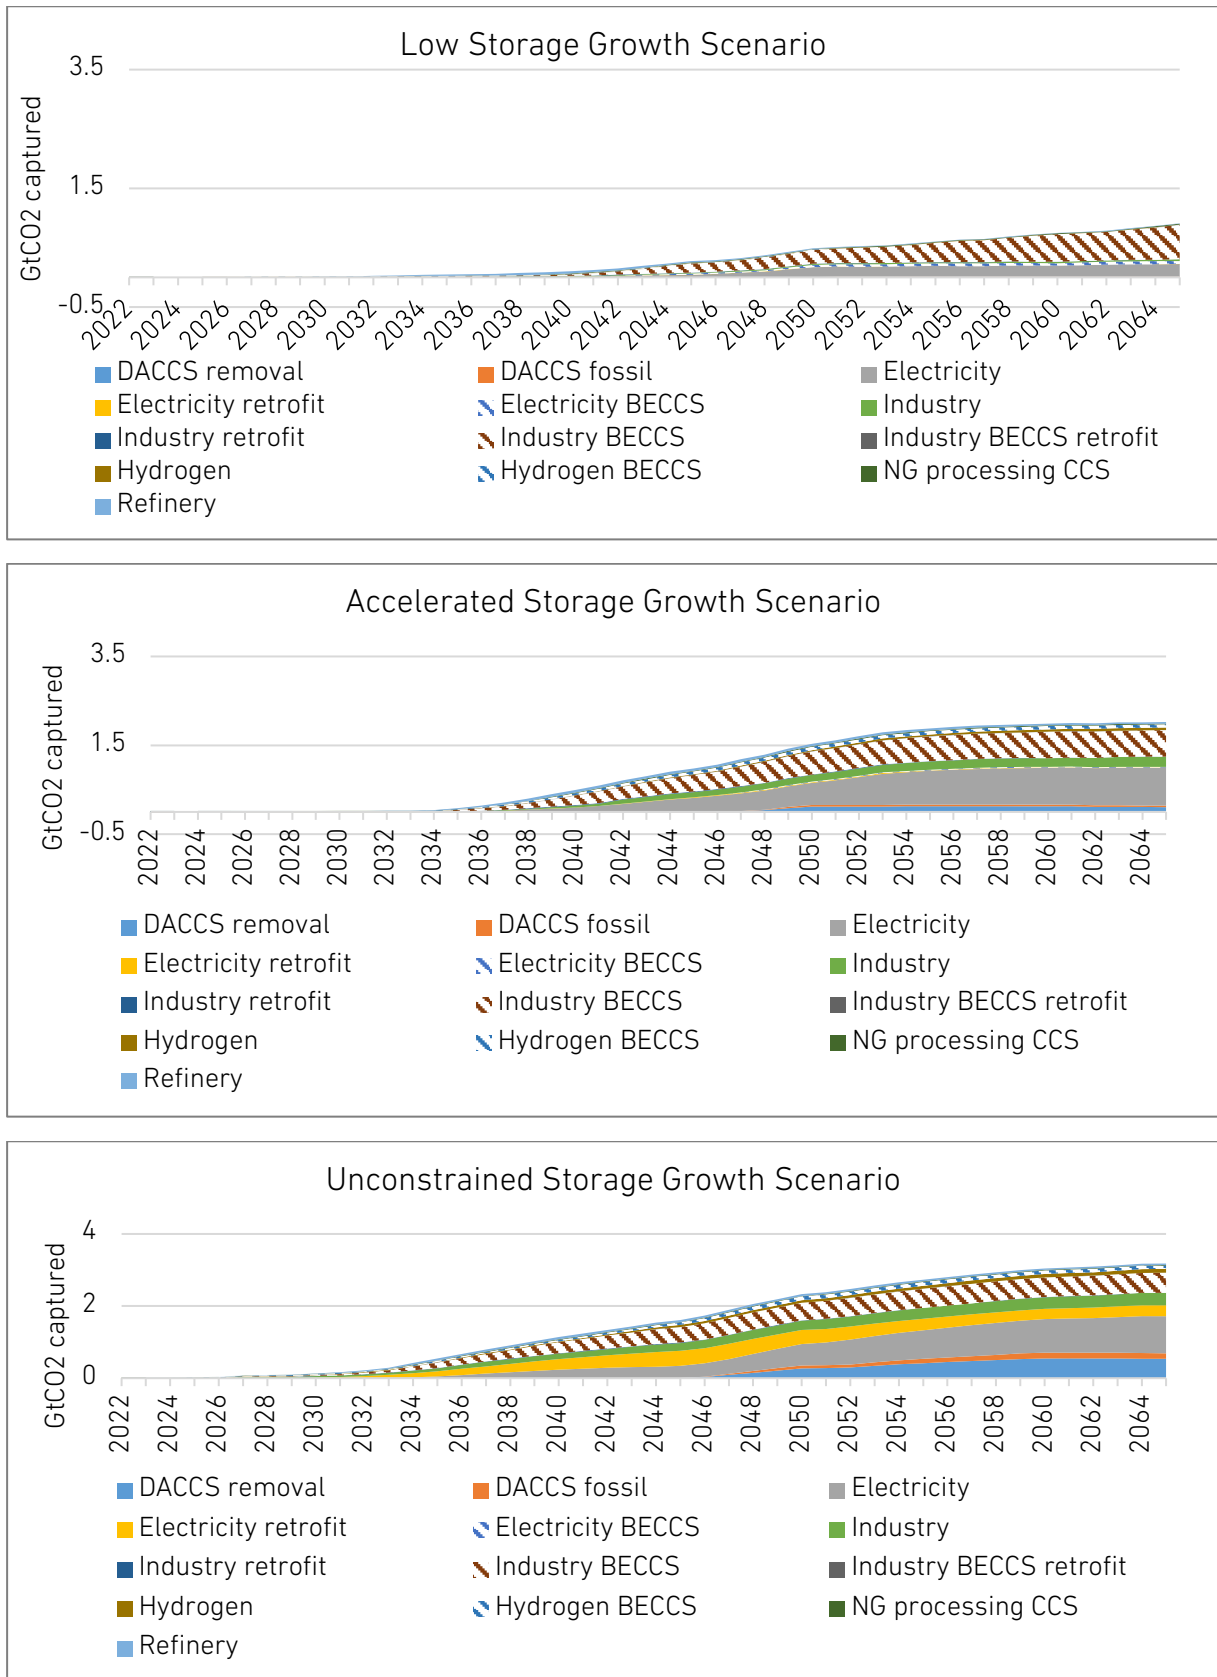 Low Storage Growth Scenario
3.5
1.5
-0.5
GtCO2 captured
2022 2024 2026 2028 2030 2032 2034 2036 2038 2040 2042 2044 2046 2048 2050 2052 2054 2056 2058 2060 2062 2064
DACCS removal DACCS fossil Electricity
Electricity retrofit Electricity BECCS Industry
Industry retrofit Industry BECCS Industry BECCS retrofit
Hydrogen Hydrogen BECCS NG processing CCS
Refinery
Accelerated Storage Growth Scenario
3.5
1.5
-0.5
GtCO2 captured
2022 2024 2026 2028 2030 2032 2034 2036 2038 2040 2042 2044 2046 2048 2050 2052 2054 2056 2058 2060 2062 2064
DACCS removal DACCS fossil Electricity
Electricity retrofit Electricity BECCS Industry
Industry retrofit Industry BECCS Industry BECCS retrofit
Hydrogen Hydrogen BECCS NG processing CCS
Refinery
Unconstrained Storage Growth Scenario
4
2
0
GtCO2 captured
2022 2024 2026 2028 2030 2032 2034 2036 2038 2040 2042 2044 2046 2048 2050 2052 2054 2056 2058 2060 2062 2064
DACCS removal DACCS fossil Electricity
Electricity retrofit Electricity BECCS Industry
Industry retrofit Industry BECCS Industry BECCS retrofit
Hydrogen Hydrogen BECCS NG processing CCS
Refinery